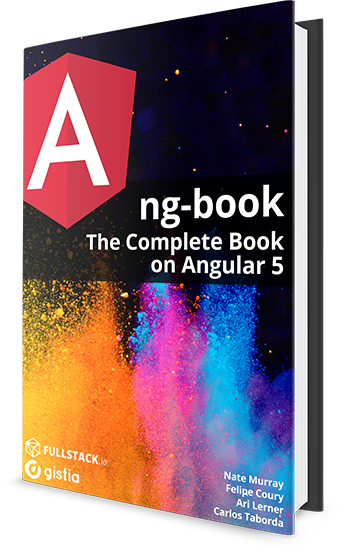 A
ng-book
The Complete Book
on Angular 5
FULLSTACK.io
gistia
Nate Murray
Felipe Coury
Ari Lerner
Carlos Taborda